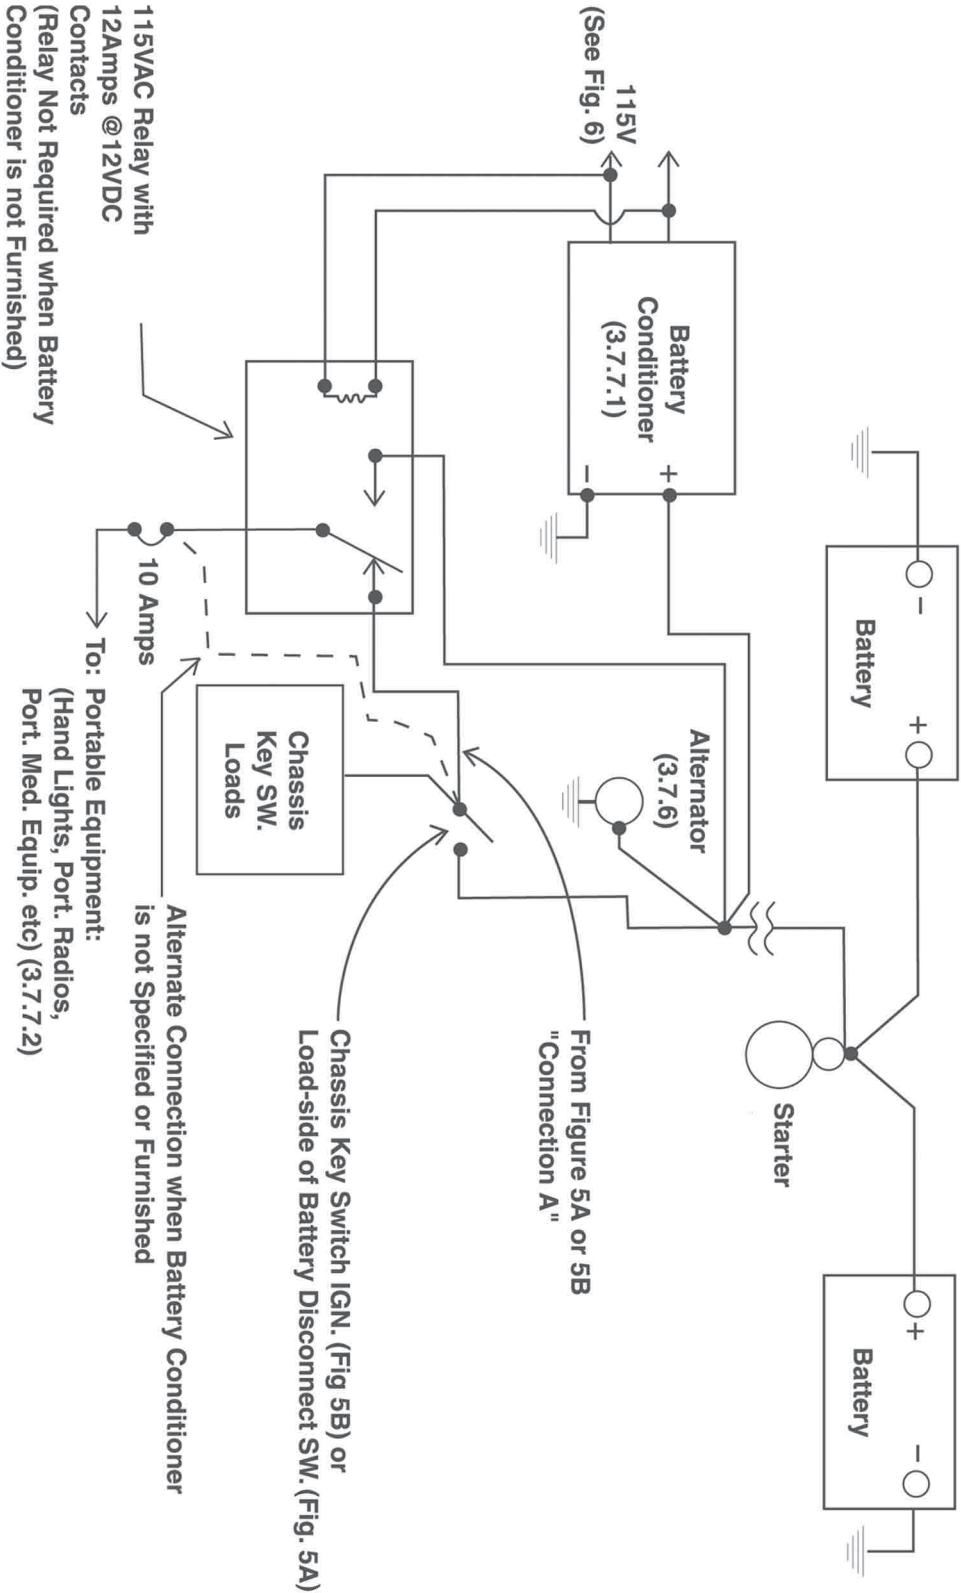 Battery
- +
Battery
+ -
Starter
115V
(See Fig. 6)
Battery
Conditioner
(3.7.7.1)
+
-
Alternator
(3.7.6)
From Figure 5A or 5B
"Connection A"
Chassis Key Switch IGN. (Fig 5B) or
Load-side of Battery Disconnect SW. (Fig. 5A)
Chassis
Key SW.
Loads
115VAC Relay with
12Amps @12VDC
Contacts
(Relay Not Required when Battery
Conditioner is not Furnished)
10 Amps
Alternate Connection when Battery Conditioner
is not Specified or Furnished
To: Portable Equipment:
(Hand Lights, Port. Radios,
Port. Med. Equip. etc) (3.7.7.2)